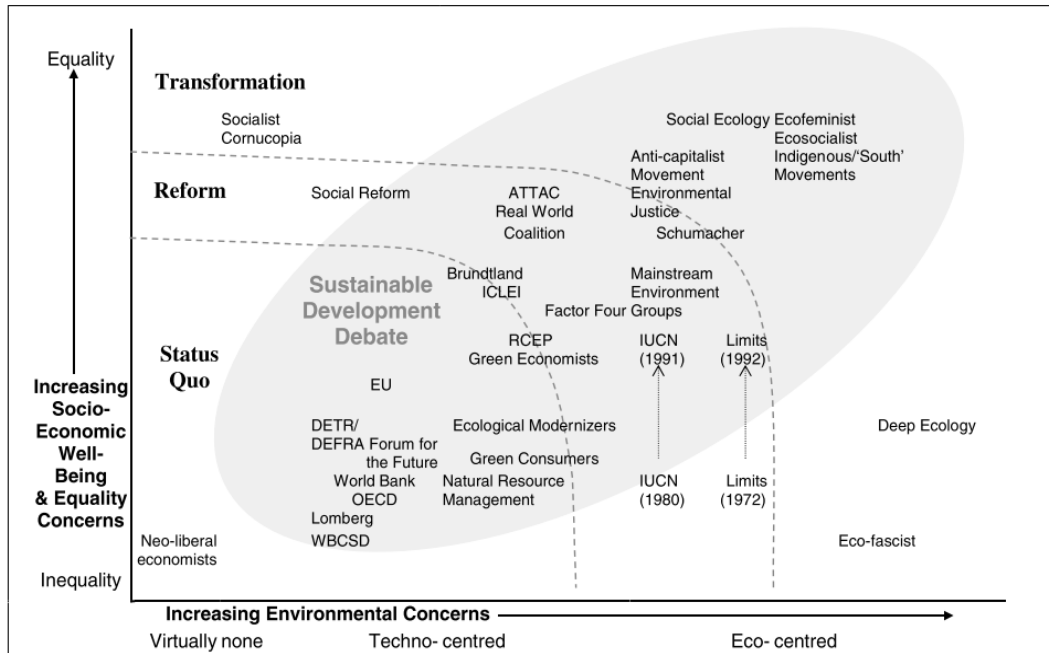 Equality
Transformation
Socialist
Cornucopia
Social Ecology
Ecofeminist
Ecosocialist
Indigenous/‘South’
Movements
Anti-capitalist
Movement
Environmental
Justice
Reform
Social Reform
ATTAC
Real World
Coalition
Schumacher
Sustainable
Development
Debate
Brundtland
ICLEI
Mainstream
Environment
Factor Four Groups
Status
Quo
RCEP
Green Economists
IUCN
(1991)
Limits
(1992)
EU
Increasing
Socio-
Economic
Well-
Being
& Equality
Concerns
DETR/
DEFRA Forum for
the Future
Ecological Modernizers
Deep Ecology
Green Consumers
World Bank
OECD
Natural Resource
Management
IUCN
(1980)
Limits
(1972)
Lomberg
WBCSD
Neo-liberal
economists
Eco-fascist
Inequality
Increasing Environmental Concerns
Virtually none
Techno- centred
Eco- centred